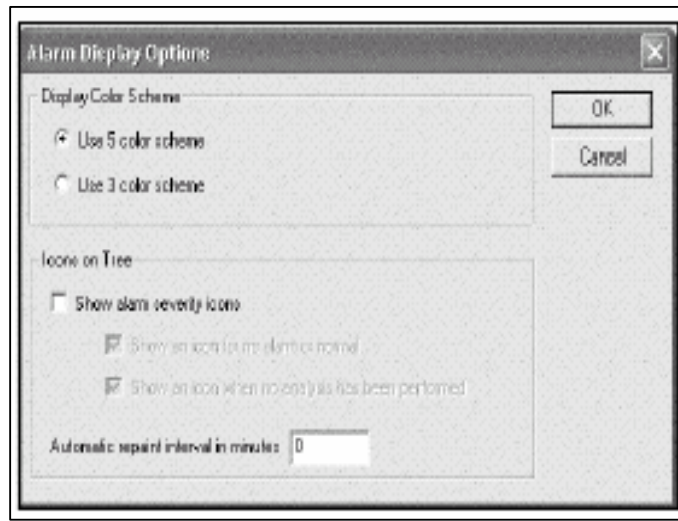 Alarm Display Options
Display Color Scheme
OK
Use 5 color scheme
Cancel
Use 3 color scheme
Icons on Tree
Show alarm severity icons
Show an icon for no alarm or normal
Show an icon when no analysis has been performed
Automatic repaint interval in minutes 0